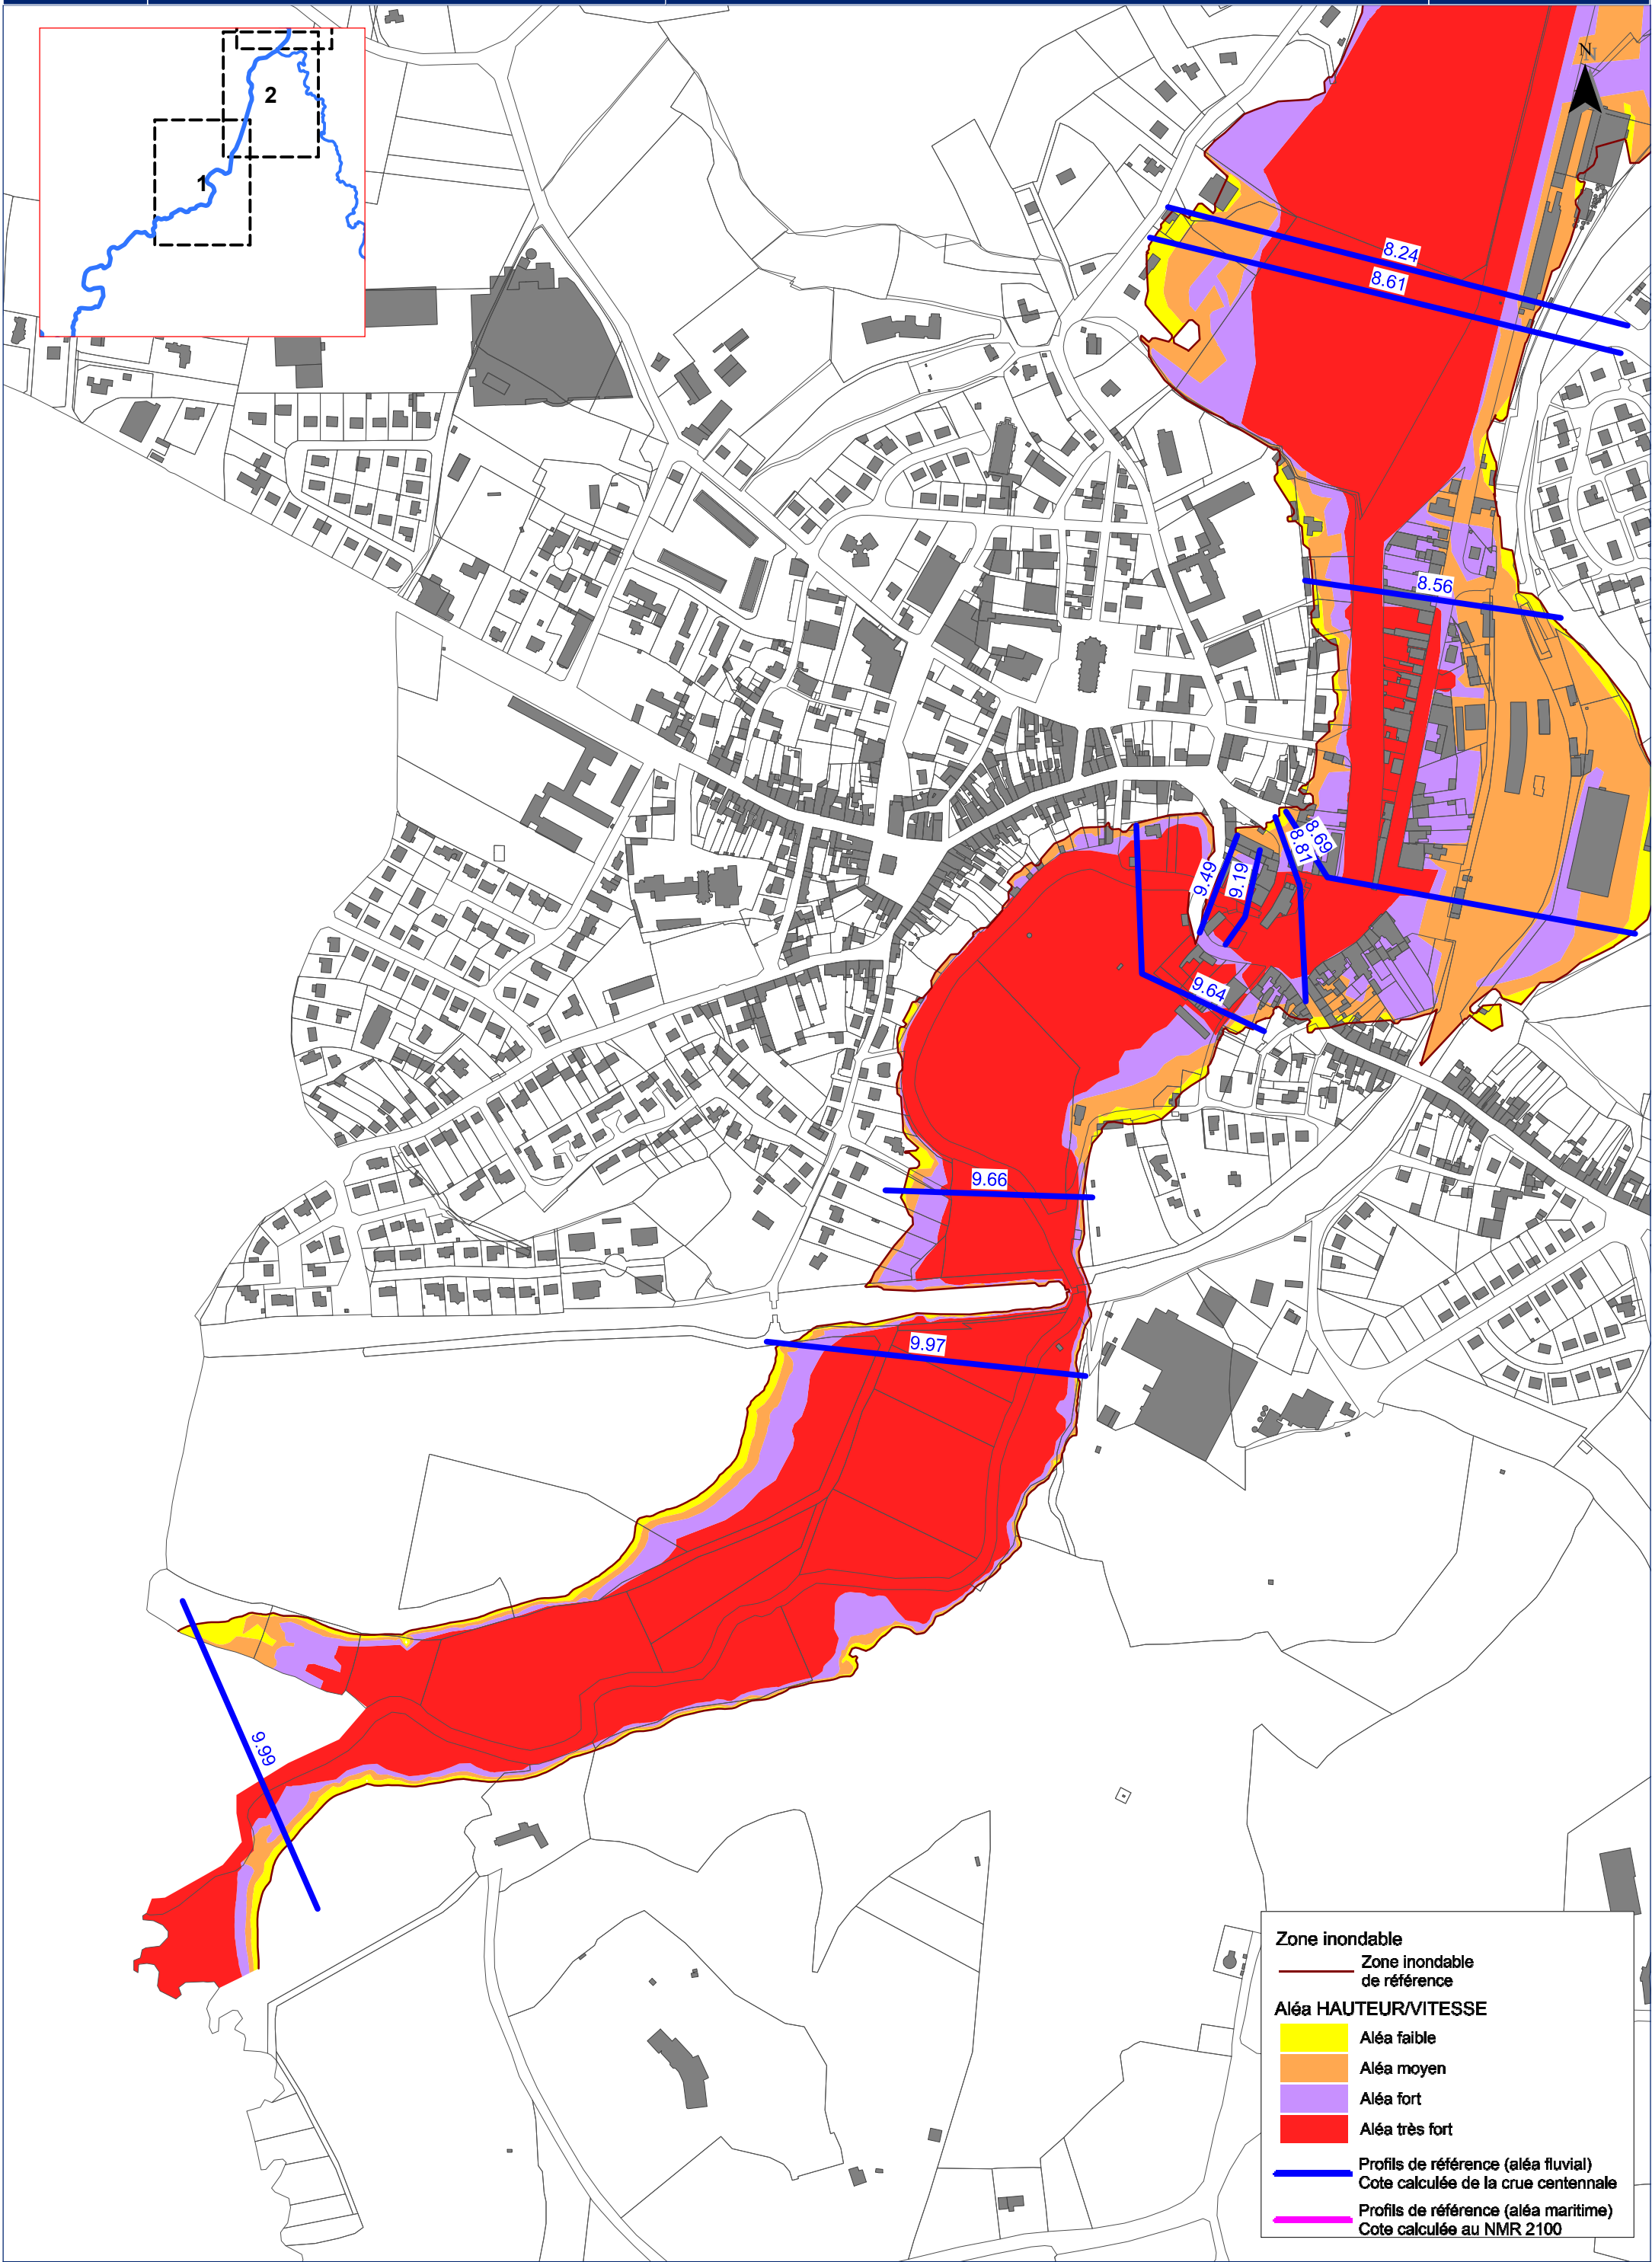 2
1
N
8.24
8.61
8.56
8.69
8.81
9.49
9.19
9.64
9.66
9.97
9.99
Zone inondable
Zone inondable
de référence
Aléa HAUTEUR/VITESSE
Aléa faible
Aléa moyen
Aléa fort
Aléa très fort
Profils de référence (aléa fluvial)
Cote calculée de la crue centennale
Profils de référence (aléa maritime)
Cote calculée au NMR 2100